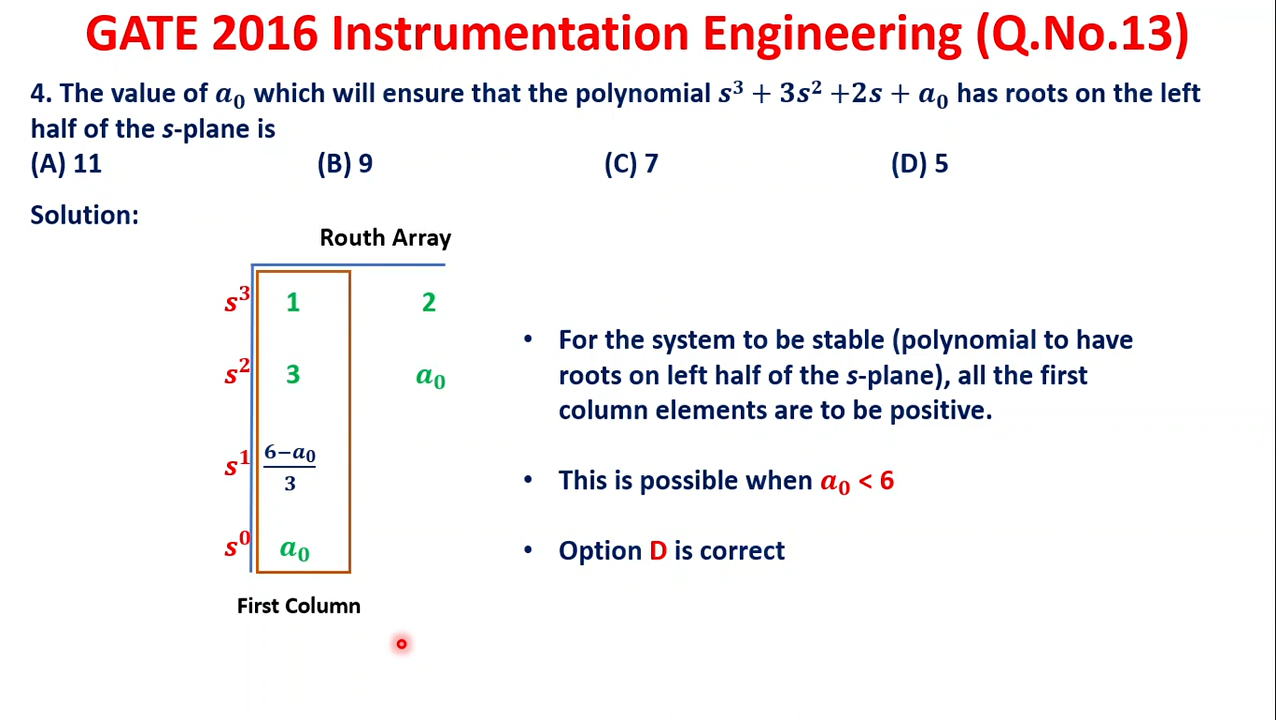 GATE 2016 Instrumentation Engineering (Q.No.13)
4. The value of a₀ which will ensure that the polynomial s³ + 3s² +2s + a₀ has roots on the left
half of the s-plane is
(A) 11 (B) 9 (C) 7 (D) 5
Solution:
Routh Array
s³ 1 2
s² 3 a₀
s¹ (6−a₀)/3
s⁰ a₀
First Column
• For the system to be stable (polynomial to have
roots on left half of the s-plane), all the first
column elements are to be positive.
• This is possible when a₀ < 6
• Option D is correct